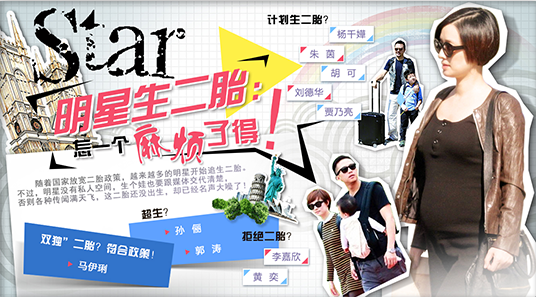 Star
明星生二胎：
怎一个麻烦了得！
随着国家放宽二胎政策，越来越多的明星开始追生二胎。
不过，明星没有私人空间，生个娃也要跟媒体交代清楚，
否则各种传闻满天飞，这二胎还没出生，却已经名声大噪了！
双独”二胎？符合政策！
马伊琍
超生？
孙俪
郭涛
计划生二胎？
杨千嬅
朱茵
胡可
刘德华
贾乃亮
拒绝二胎？
李嘉欣
黄奕